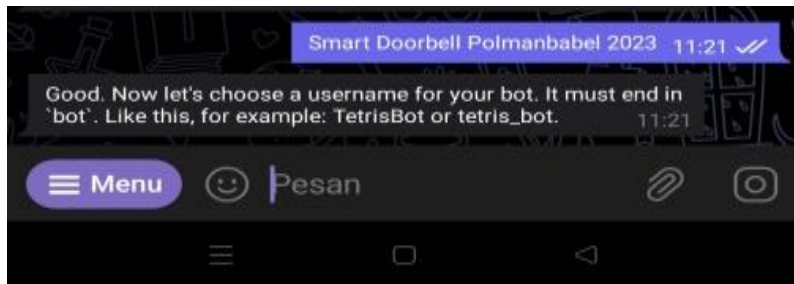 Smart Doorbell Polmanbabel 2023 11:21
Good. Now let's choose a username for your bot. It must end in
`bot`. Like this, for example: TetrisBot or tetris_bot. 11:21
Menu Pesan